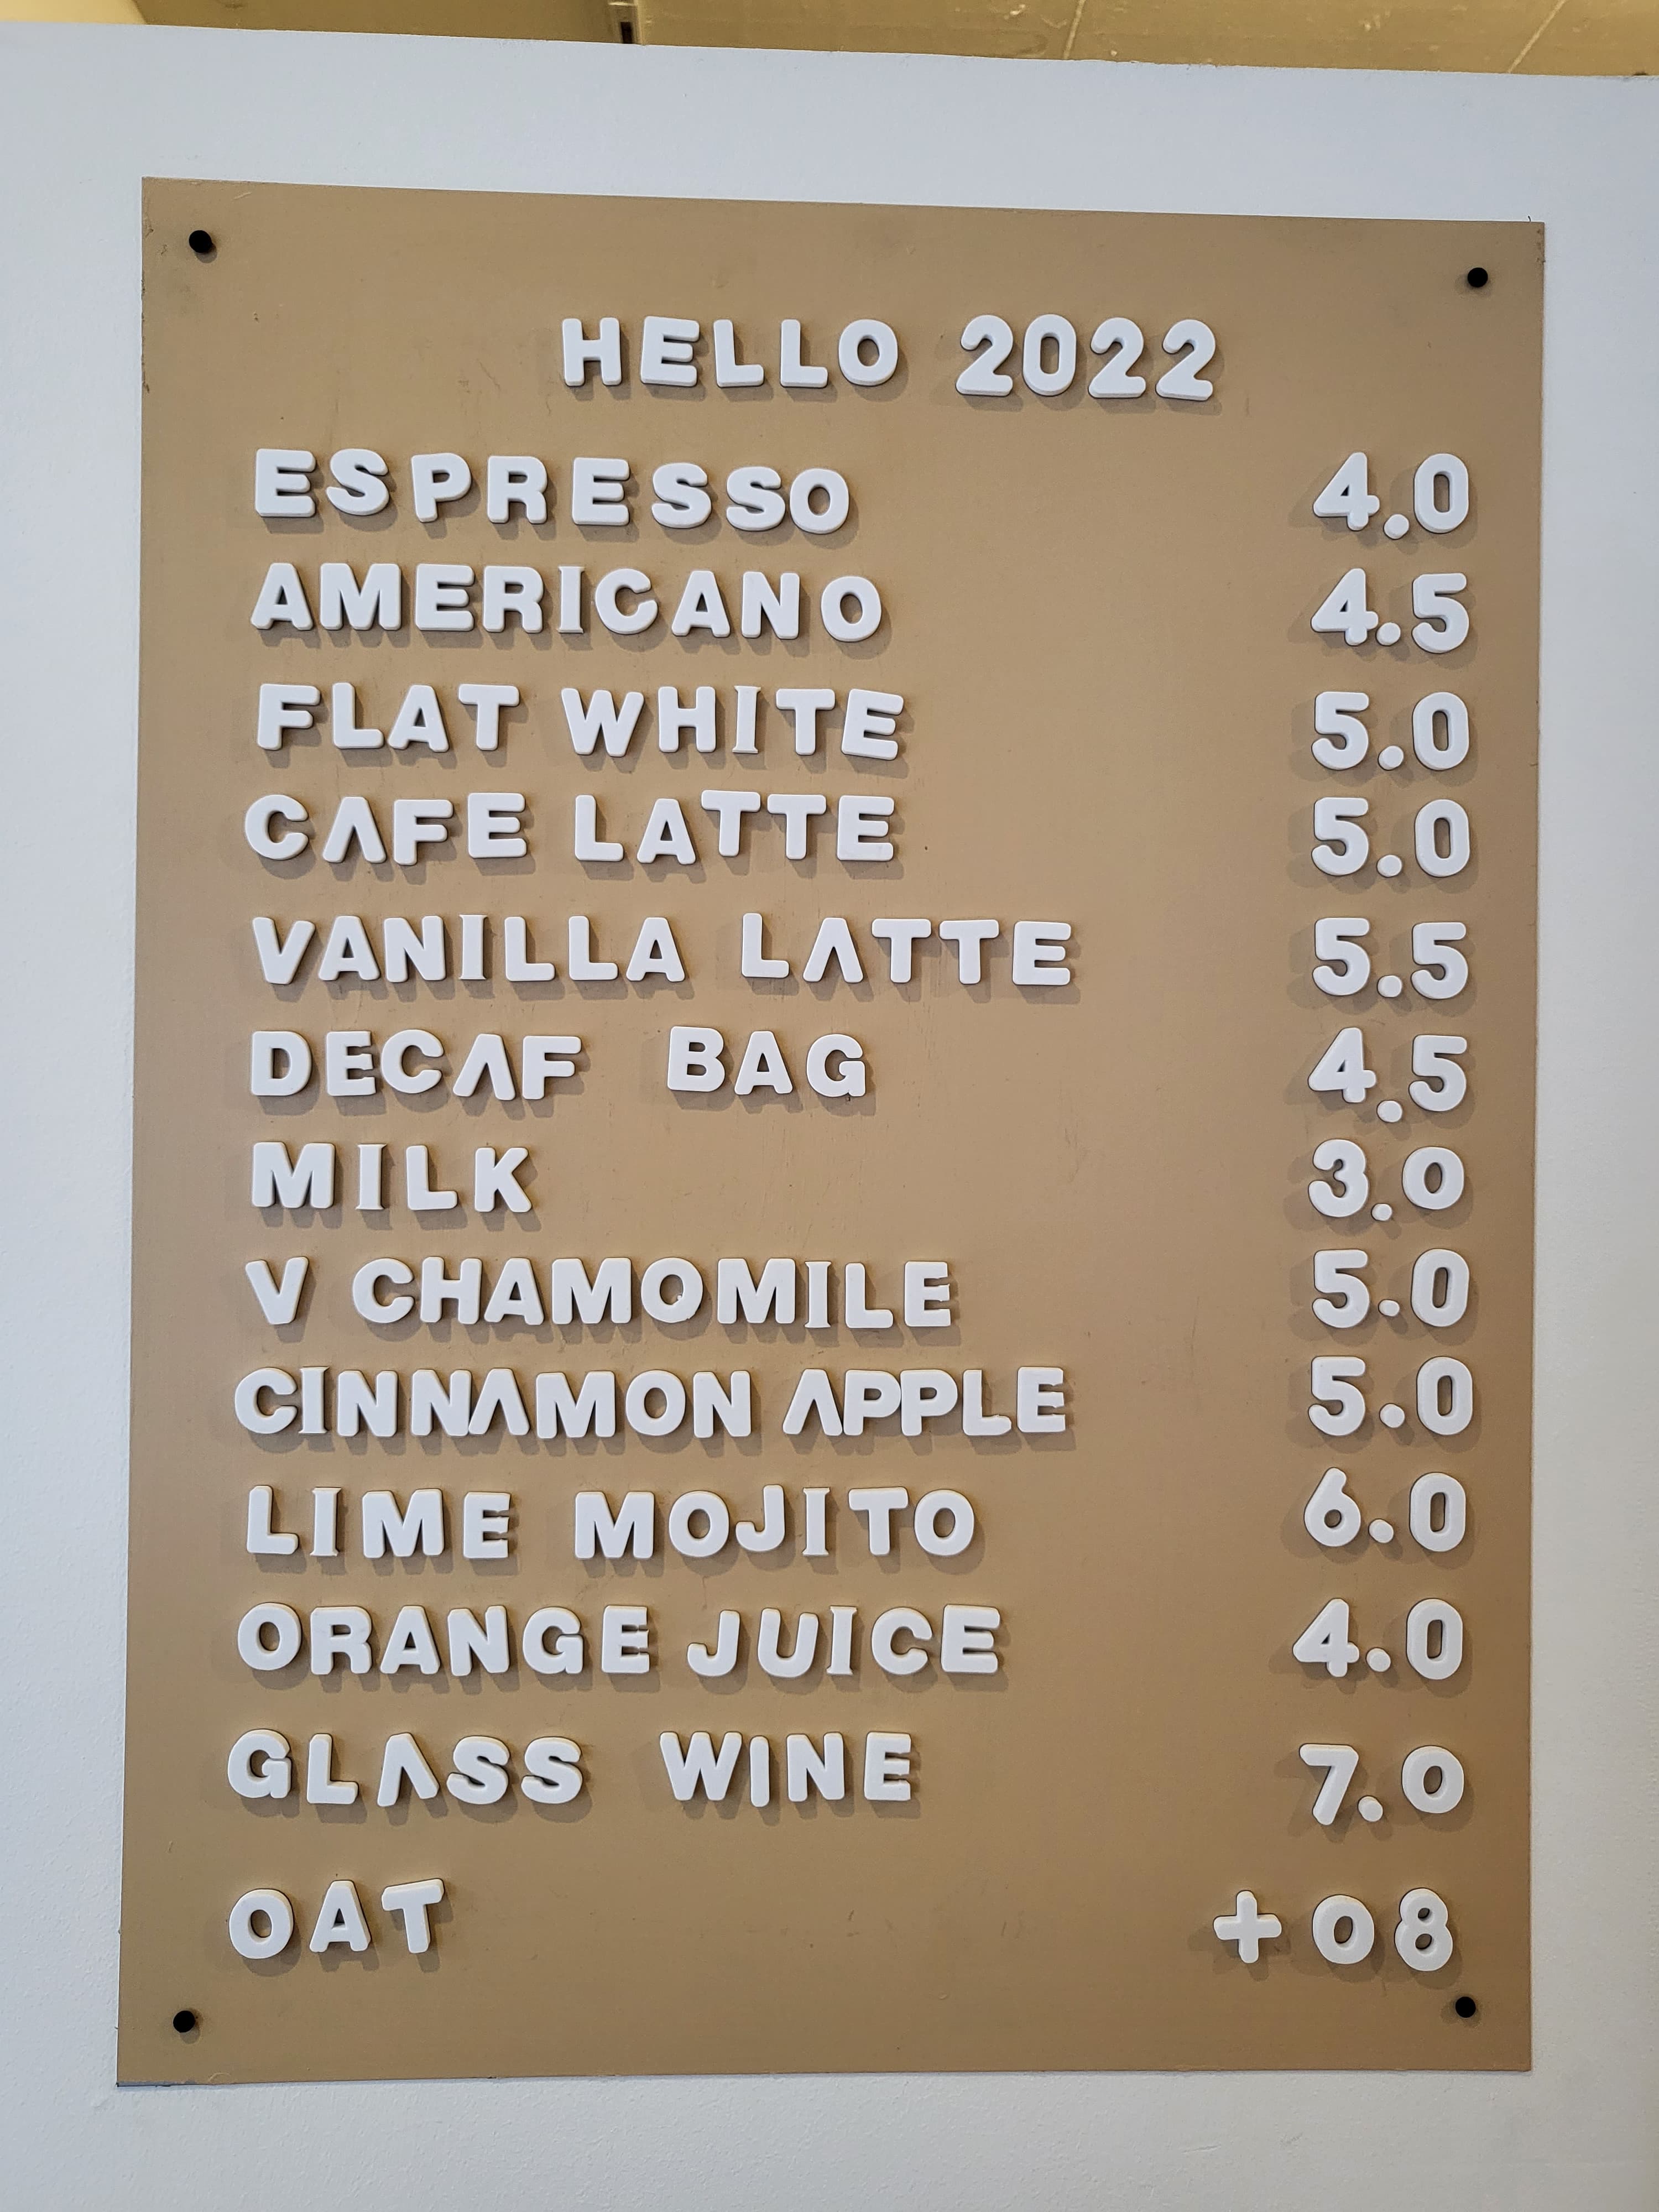 HELLO 2022
ESPRESSO 4.0
AMERICANO 4.5
FLAT WHITE 5.0
CAFE LATTE 5.0
VANILLA LATTE 5.5
DECAF BAG 4.5
MILK 3.0
V CHAMOMILE 5.0
CINNAMON APPLE 5.0
LIME MOJITO 6.0
ORANGE JUICE 4.0
GLASS WINE 7.0
OAT +08